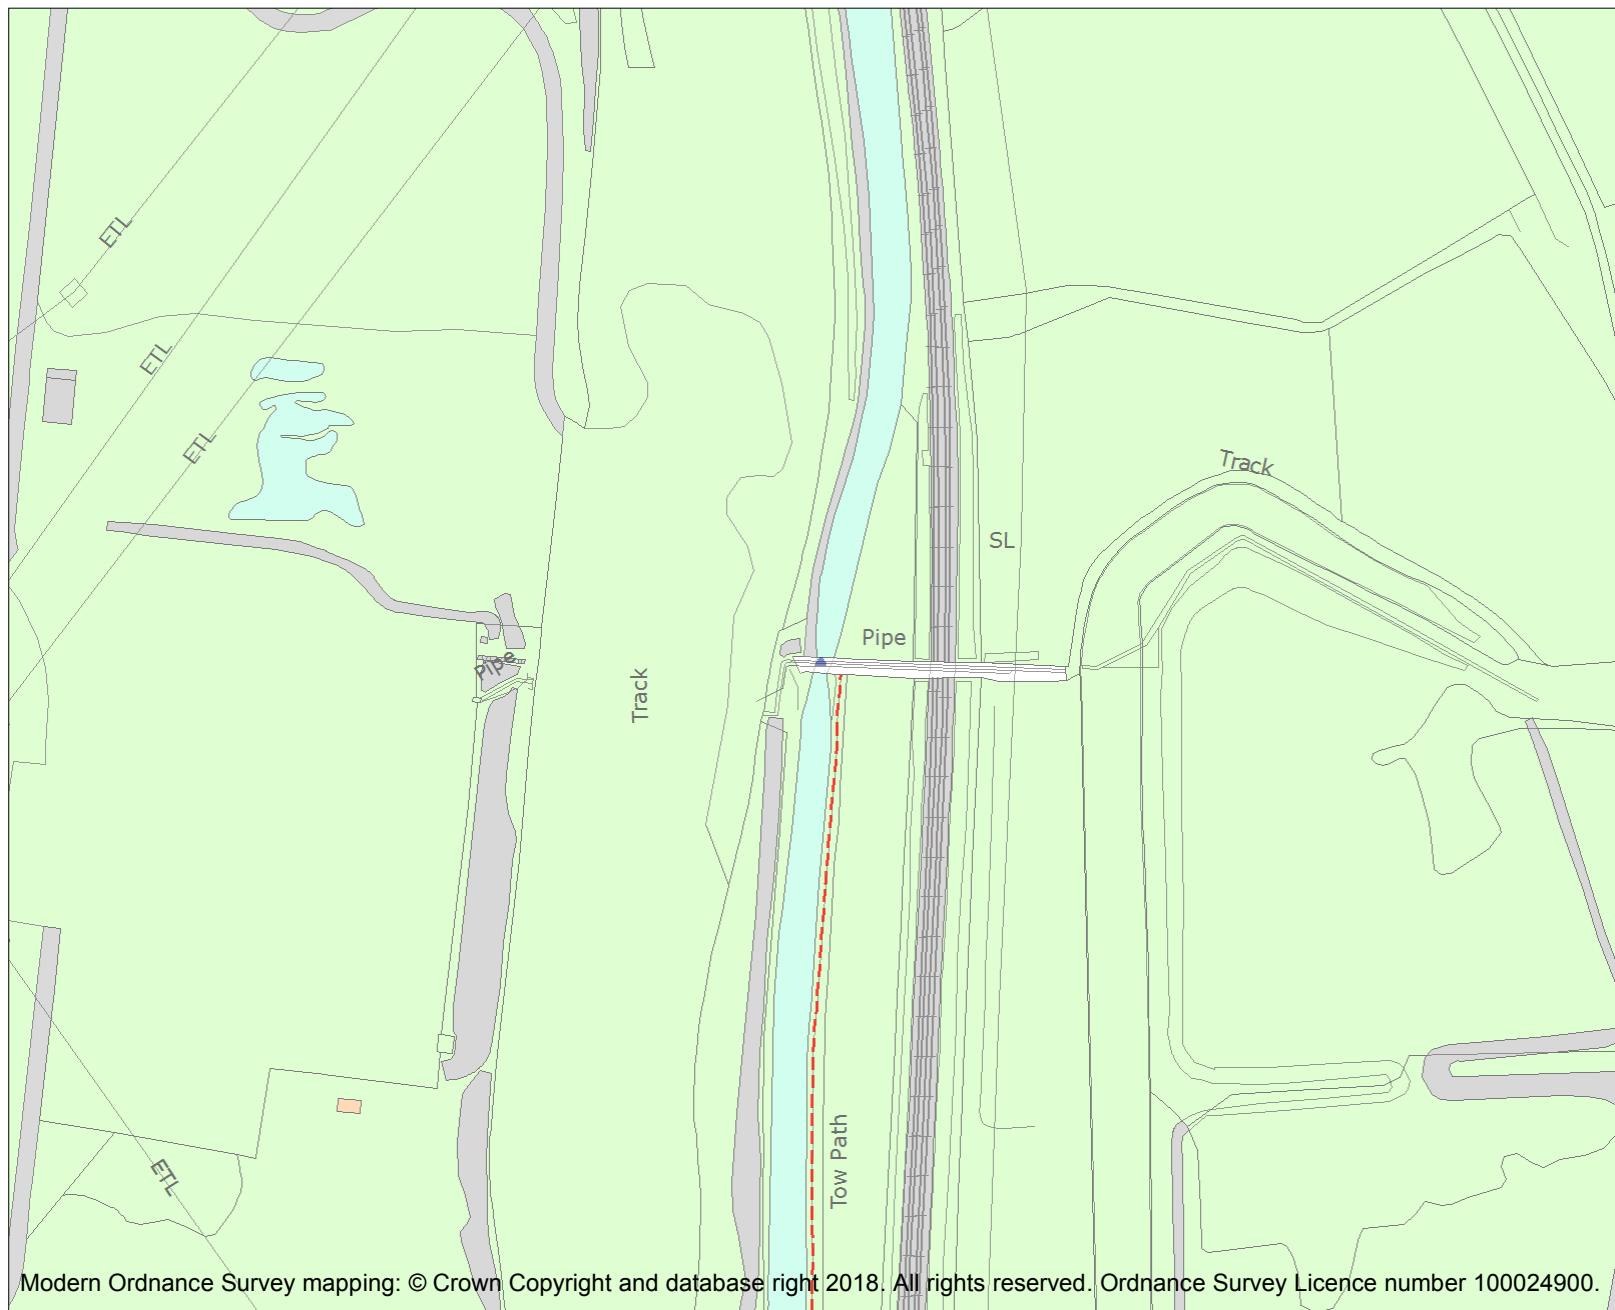 ETL
ETL
ETL
Track
SL
Pipe
Pipe
Track
Tow Path
ETL
Modern Ordnance Survey mapping: © Crown Copyright and database right 2018. All rights reserved. Ordnance Survey Licence number 100024900.